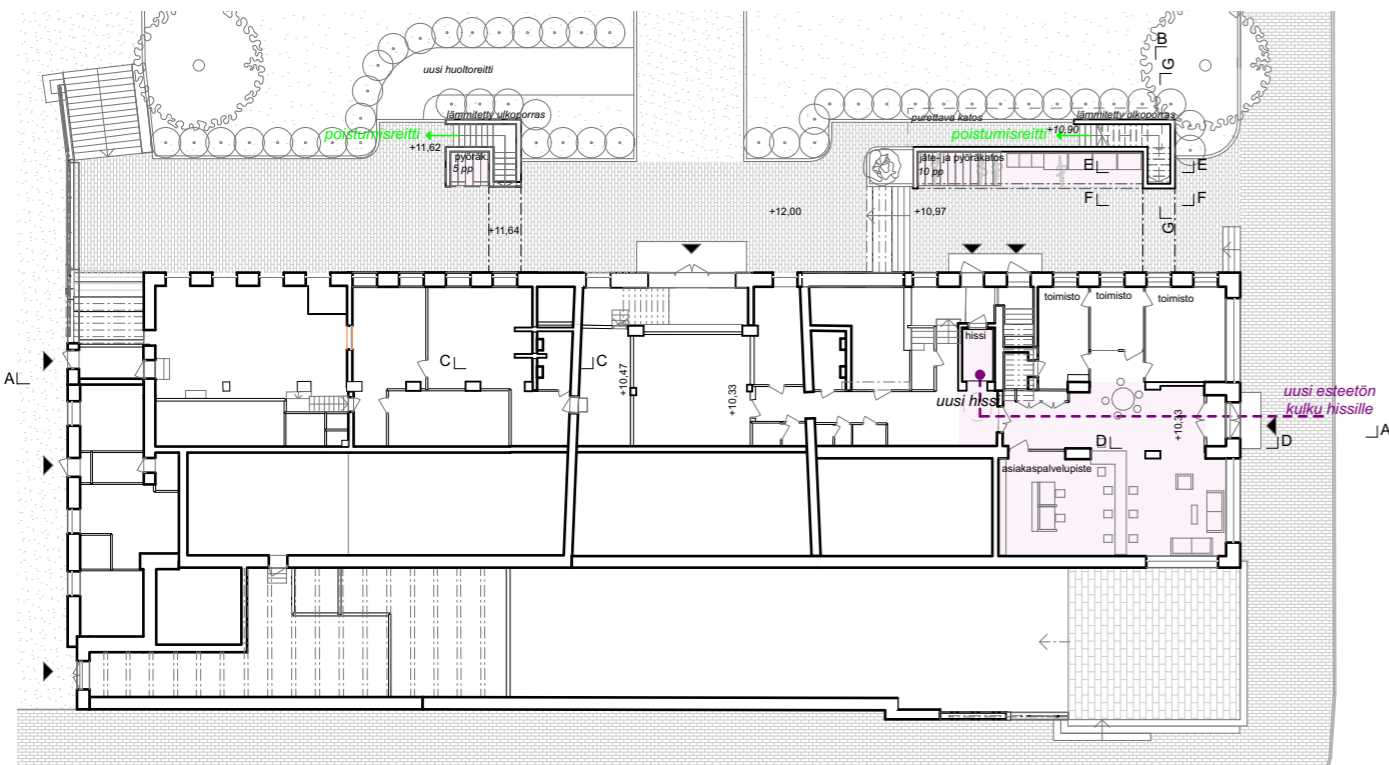 B
G
uusi huoltoreitti
lämmitetty ulkoporras
purettava katos
lämmitetty ulkoporras
poistumisreitti
+11,62
poistumisreitti
+10,90
pyöräk.
5 pp
jäte- ja pyöräkatos
10 pp
E
E
F
F
G
+12,00
+10,97
+11,64
toimisto
toimisto
toimisto
hissi
A
C
C
+10,47
+10,33
uusi hissi
+10,33
uusi esteetön
kulku hissille
A
D
D
asiakaspalvelupiste